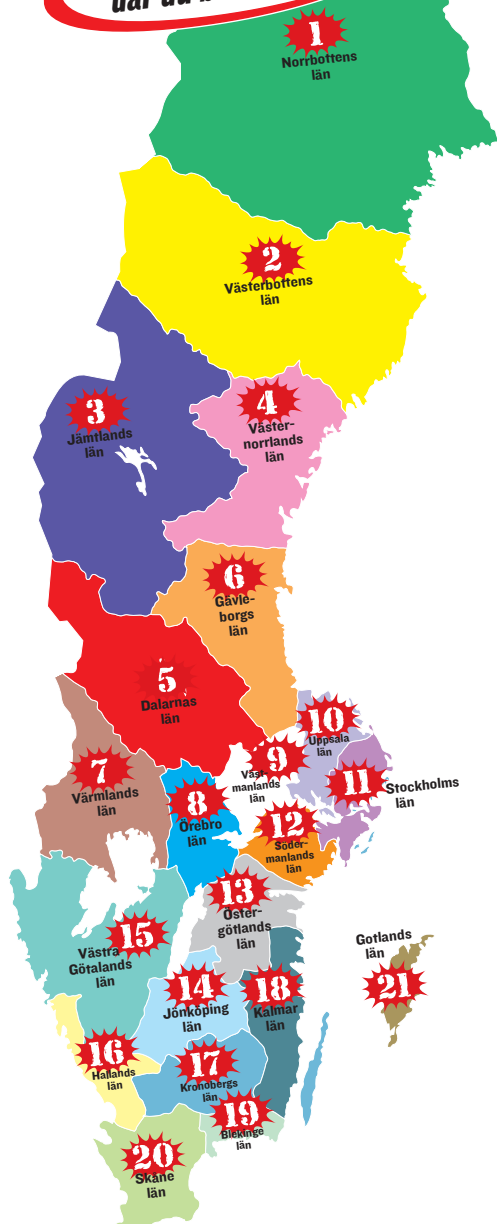 där du
1
Norrbottens
län
2
Västerbottens
län
3
Jämtlands
län
4
Väster-
norrlands
län
6
Gävle-
borgs
län
5
Dalarnas
län
10
Uppsala
län
9
Väst
manlands
län
11
Stockholms
län
7
Värmlands
län
8
Örebro
län
12
Söder-
manlands
län
13
Öster-
götlands
län
15
Västra
Götalands
län
Gotlands
län
21
14
Jönköping
län
18
Kalmar
län
16
Hallands
län
17
Kronobergs
län
19
Blekinge
län
20
Skåne
län